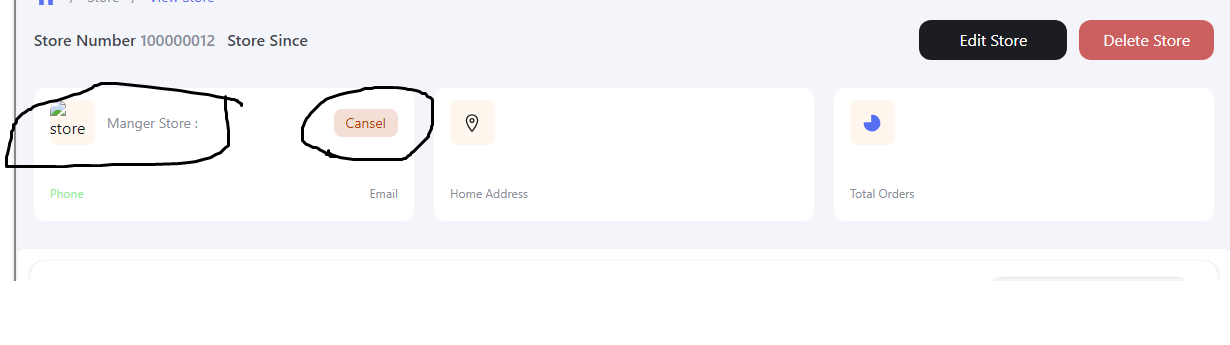 / Store / View Store
Store Number 100000012 Store Since
Edit Store
Delete Store
store
Manger Store :
Cansel
Phone
Email
Home Address
Total Orders